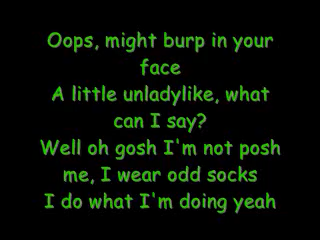 Oops, might burp in your
face
A little unladylike, what
can I say?
Well oh gosh I'm not posh
me, I wear odd socks
I do what I'm doing yeah